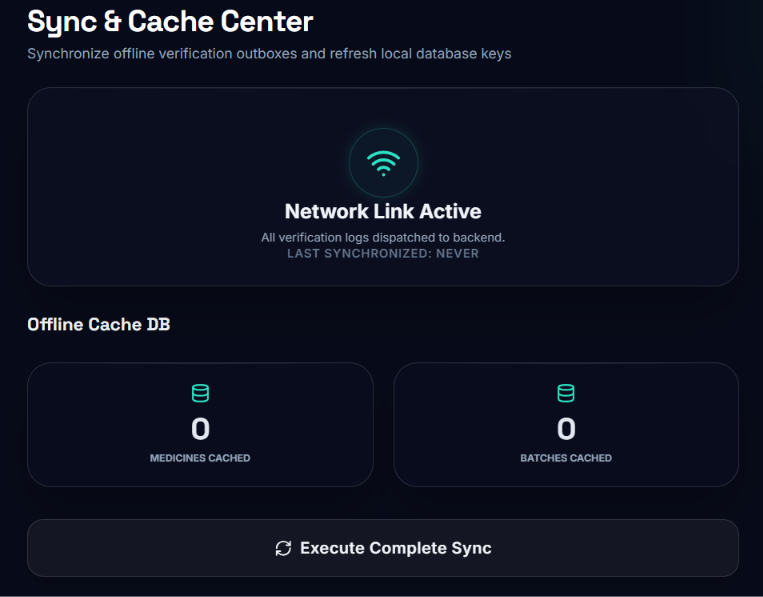 Sync & Cache Center
Synchronize offline verification outboxes and refresh local database keys
Network Link Active
All verification logs dispatched to backend.
LAST SYNCHRONIZED: NEVER
Offline Cache DB
0
MEDICINES CACHED
0
BATCHES CACHED
Execute Complete Sync